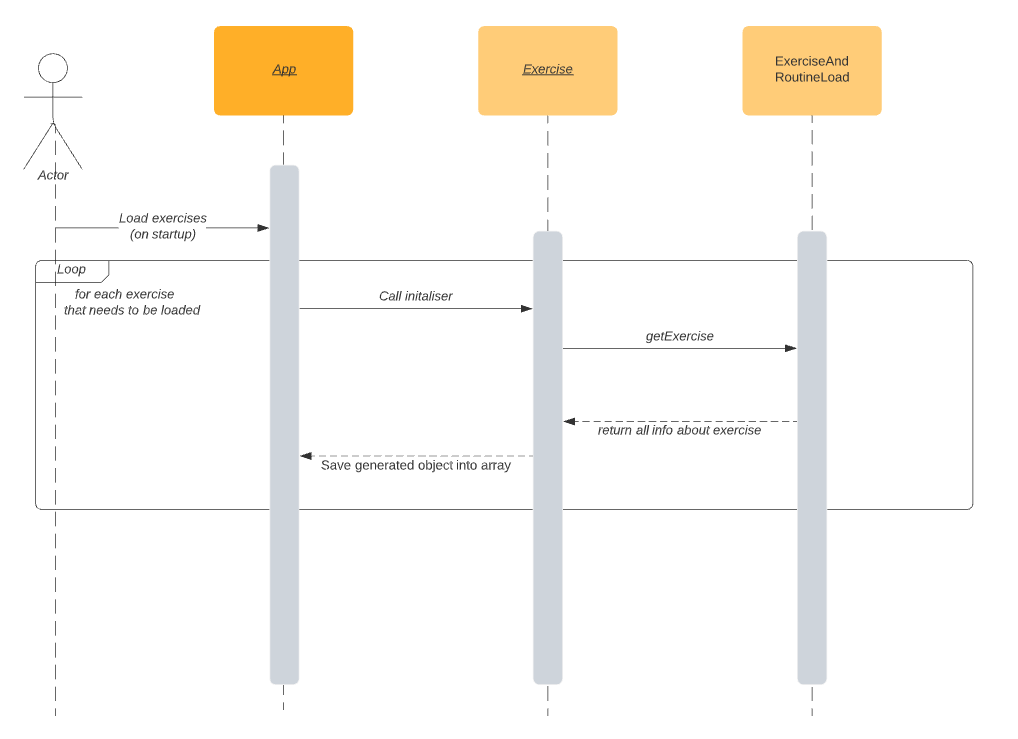 App
Exercise
ExerciseAnd
RoutineLoad
Actor
Load exercises
(on startup)
Loop
for each exercise
that needs to be loaded
Call initaliser
getExercise
return all info about exercise
Save generated object into array